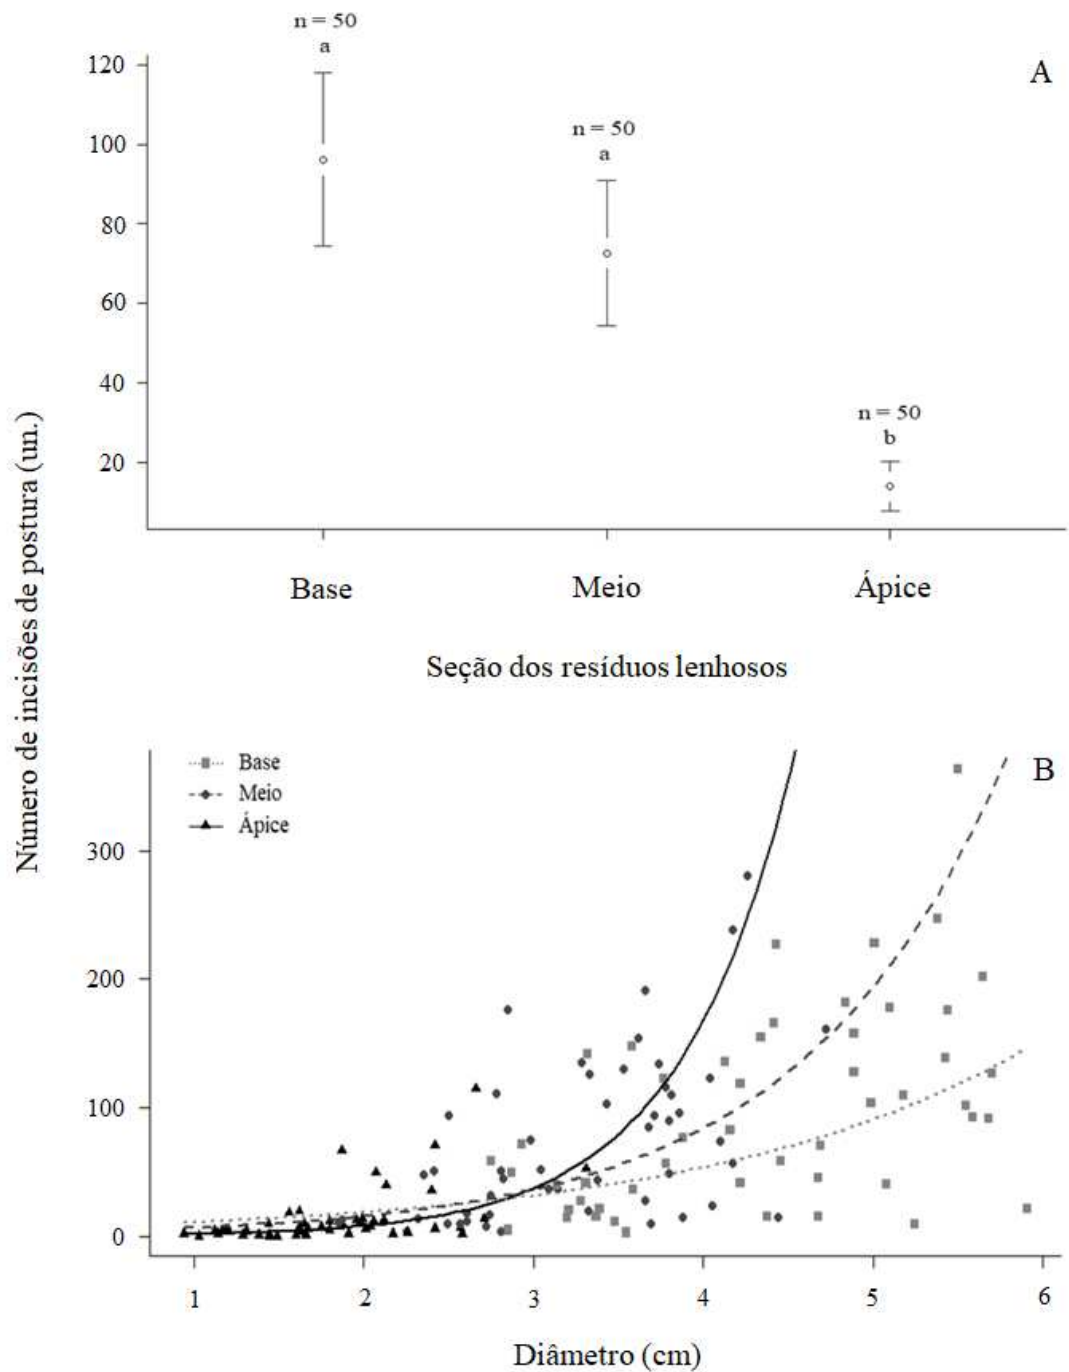 n = 50
a
A
120
n = 50
100
a
80
60
40
n = 50
b
20
Base Meio Ápice
Seção dos resíduos lenhosos
Número de incisões de postura (un.)
Base
B
Meio
Ápice
300
200
100
0
1 2 3 4 5 6
Diâmetro (cm)